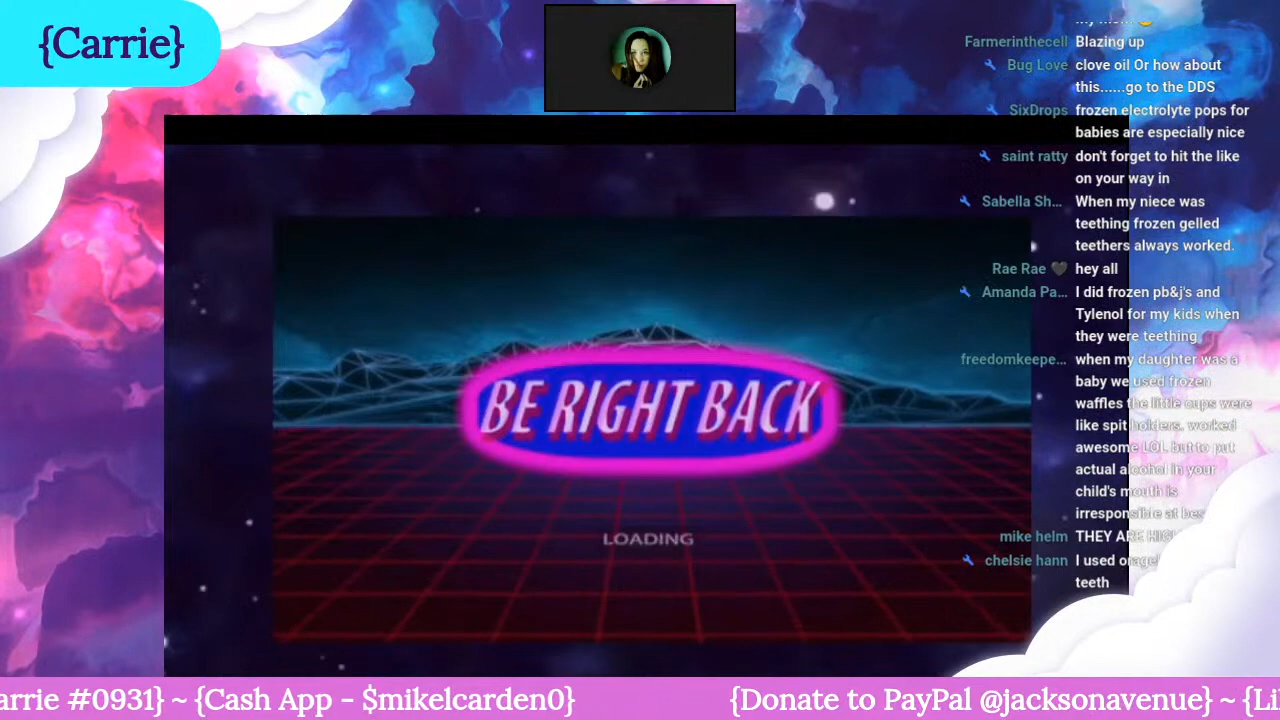 {Carrie}
Farmerinthecell Blazing up
Bug Love clove oil Or how about
this......go to the DDS
SixDrops frozen electrolyte pops for
babies are especially nice
saint ratty don't forget to hit the like
on your way in
Sabella Sh... When my niece was
teething frozen gelled
teethers always worked.
Rae Rae 🖤 hey all
Amanda Pa... I did frozen pb&j's and
Tylenol for my kids when
they were teething
freedomkeepe... when my daughter was a
baby we used frozen
waffles the little cups were
like spit holders. worked
awesome LOL but to put
actual alcohol in your
child's mouth is
irresponsible at bes
mike helm THEY ARE
chelsie hann I used
teeth
BE RIGHT BACK
LOADING
arrie #0931} ~ {Cash App - $mikelcarden0} {Donate to PayPal @jacksonavenue} ~ {Li